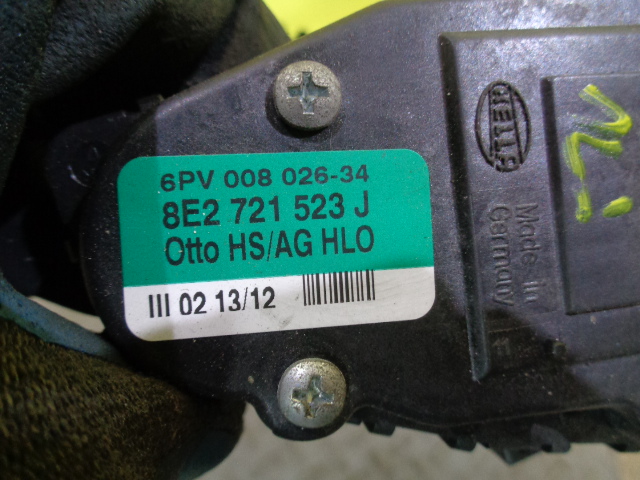 6PV 008 026-34
8E2 721 523 J
Otto HS/AG HLO
III 02 13/12
HELLA
Made in
Germany